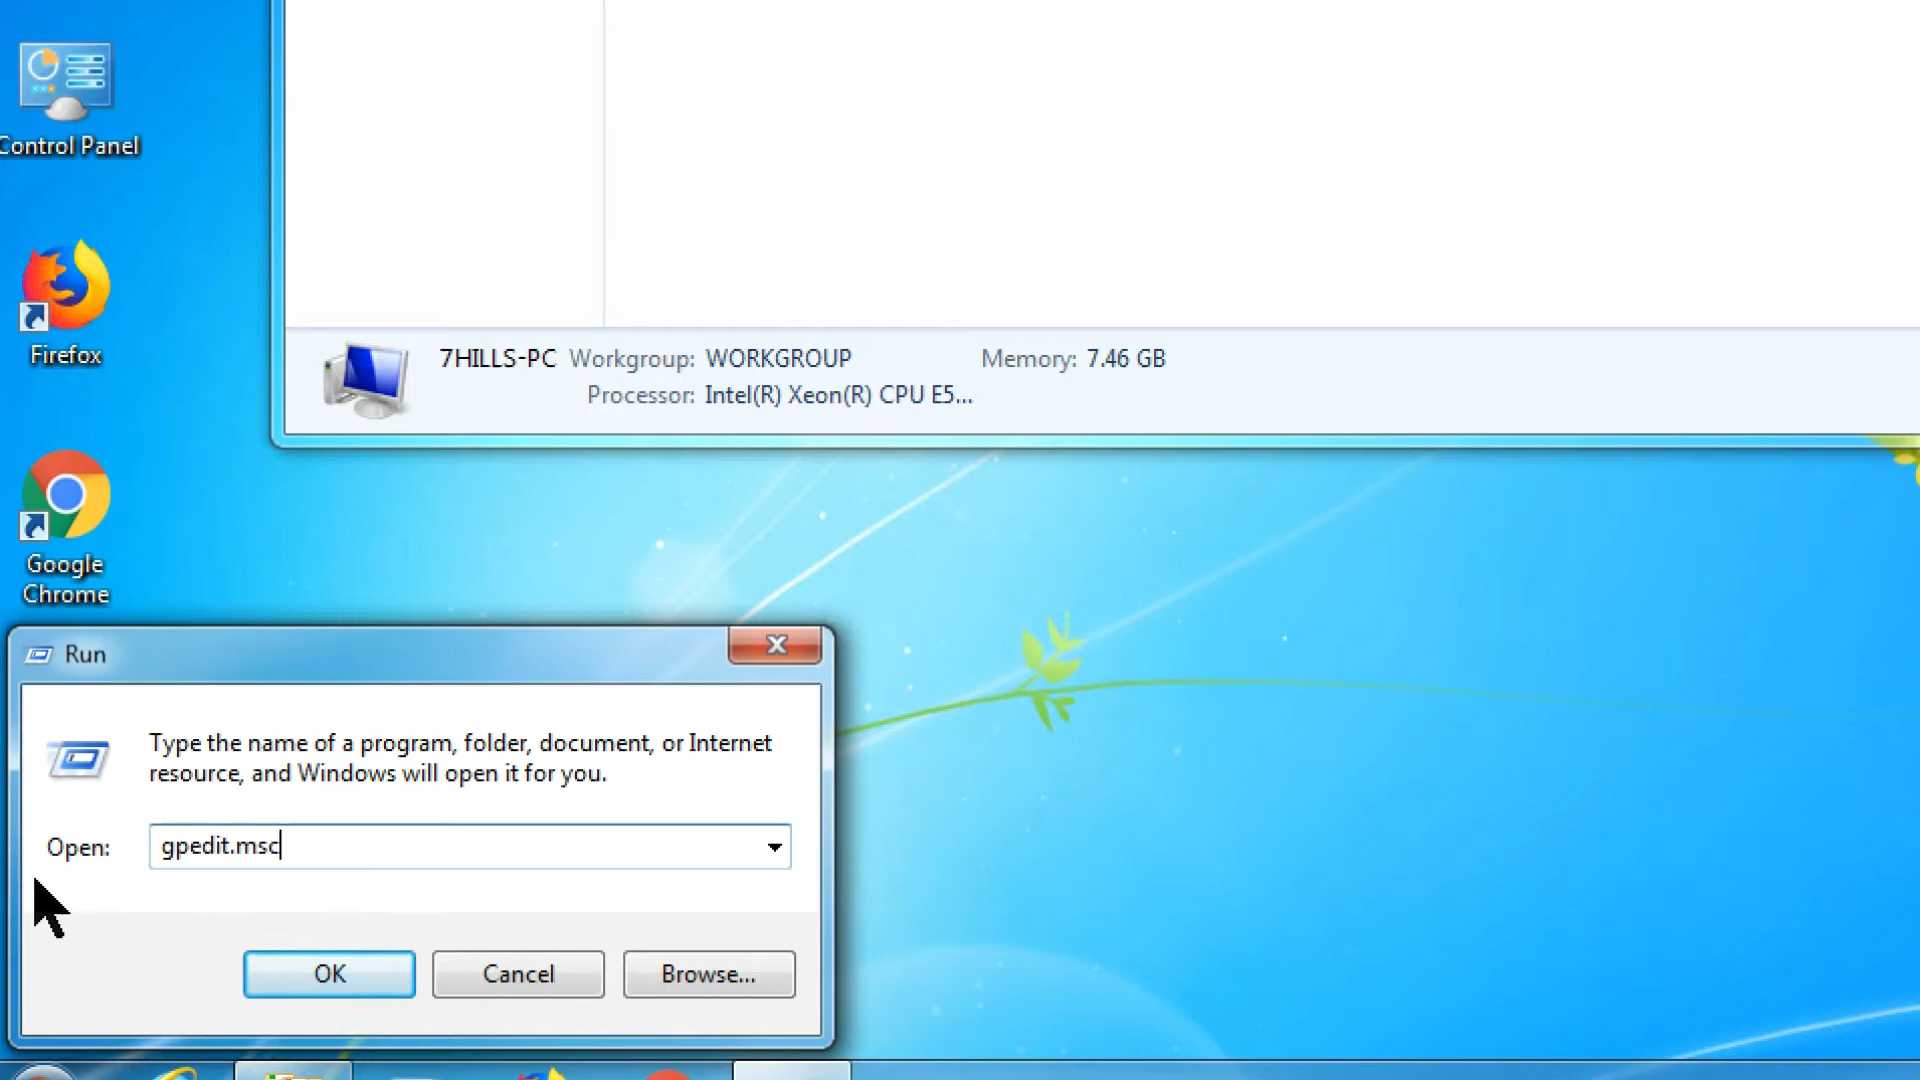 Control Panel
Firefox
Google
Chrome
7HILLS-PC Workgroup: WORKGROUP Memory: 7.46 GB
Processor: Intel(R) Xeon(R) CPU E5...
Run
Type the name of a program, folder, document, or Internet
resource, and Windows will open it for you.
Open: gpedit.msc
OK Cancel Browse...